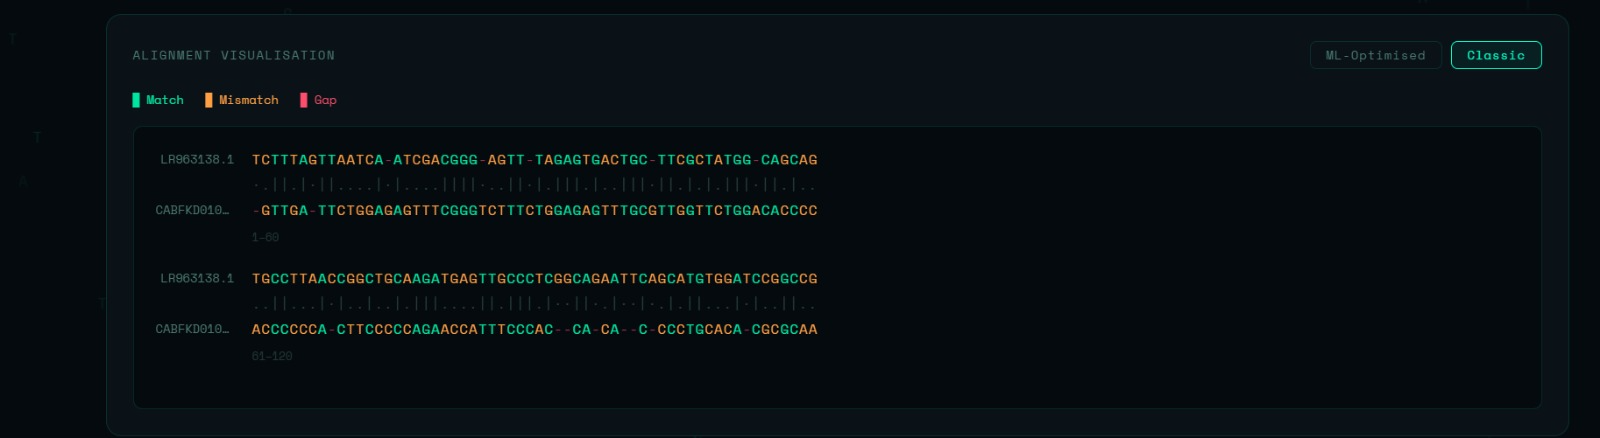 ALIGNMENT VISUALISATION
ML-Optimised
Classic
Match
Mismatch
Gap
LR963138.1 TCTTTAGTTAATCA-ATCGACGGG-AGTT-TAGAGTGACTGC-TTCGCTATGG-CAGCAG
·.||.|·||....|·|....||||·..||·|.|||.|..|||·||.|.|.|||·||.|..
CABFKD010… -GTTGA-TTCTGGAGAGTTTCGGGTCTTTCTGGAGAGTTTGCGTTGGTTCTGGACACCCC
1–60
LR963138.1 TGCCTTAACCGGCTGCAAGATGAGTTGCCCTCGGCAGAATTCAGCATGTGGATCCGGCCG
..||...|·|..|..|.|||....||.|||.|··||·.|··|·.|.||...|·|..||..
CABFKD010… ACCCCCCA-CTTCCCCCAGAACCATTTCCCAC--CA-CA--C-CCCTGCACA-CGCGCAA
61–120